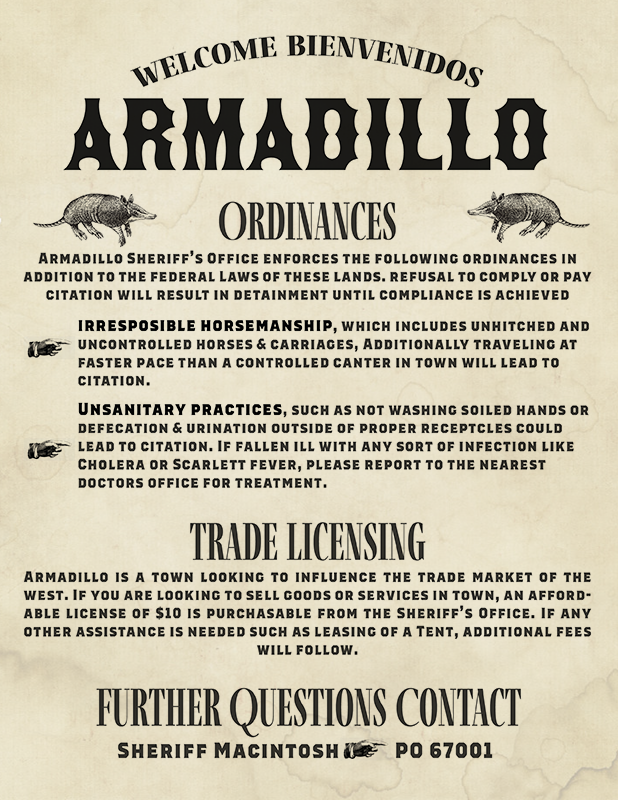 WELCOME BIENVENIDOS
ARMADILLO
ORDINANCES
ARMADILLO SHERIFF'S OFFICE ENFORCES THE FOLLOWING ORDINANCES IN
ADDITION TO THE FEDERAL LAWS OF THESE LANDS. REFUSAL TO COMPLY OR PAY
CITATION WILL RESULT IN DETAINMENT UNTIL COMPLIANCE IS ACHIEVED
IRRESPOSIBLE HORSEMANSHIP, WHICH INCLUDES UNHITCHED AND
UNCONTROLLED HORSES & CARRIAGES, ADDITIONALLY TRAVELING AT
FASTER PACE THAN A CONTROLLED CANTER IN TOWN WILL LEAD TO
CITATION.
UNSANITARY PRACTICES, SUCH AS NOT WASHING SOILED HANDS OR
DEFECATION & URINATION OUTSIDE OF PROPER RECEPTCLES COULD
LEAD TO CITATION. IF FALLEN ILL WITH ANY SORT OF INFECTION LIKE
CHOLERA OR SCARLETT FEVER, PLEASE REPORT TO THE NEAREST
DOCTORS OFFICE FOR TREATMENT.
TRADE LICENSING
ARMADILLO IS A TOWN LOOKING TO INFLUENCE THE TRADE MARKET OF THE
WEST. IF YOU ARE LOOKING TO SELL GOODS OR SERVICES IN TOWN, AN AFFORD-
ABLE LICENSE OF $10 IS PURCHASABLE FROM THE SHERIFF'S OFFICE. IF ANY
OTHER ASSISTANCE IS NEEDED SUCH AS LEASING OF A TENT, ADDITIONAL FEES
WILL FOLLOW.
FURTHER QUESTIONS CONTACT
SHERIFF MACINTOSH PO 67001